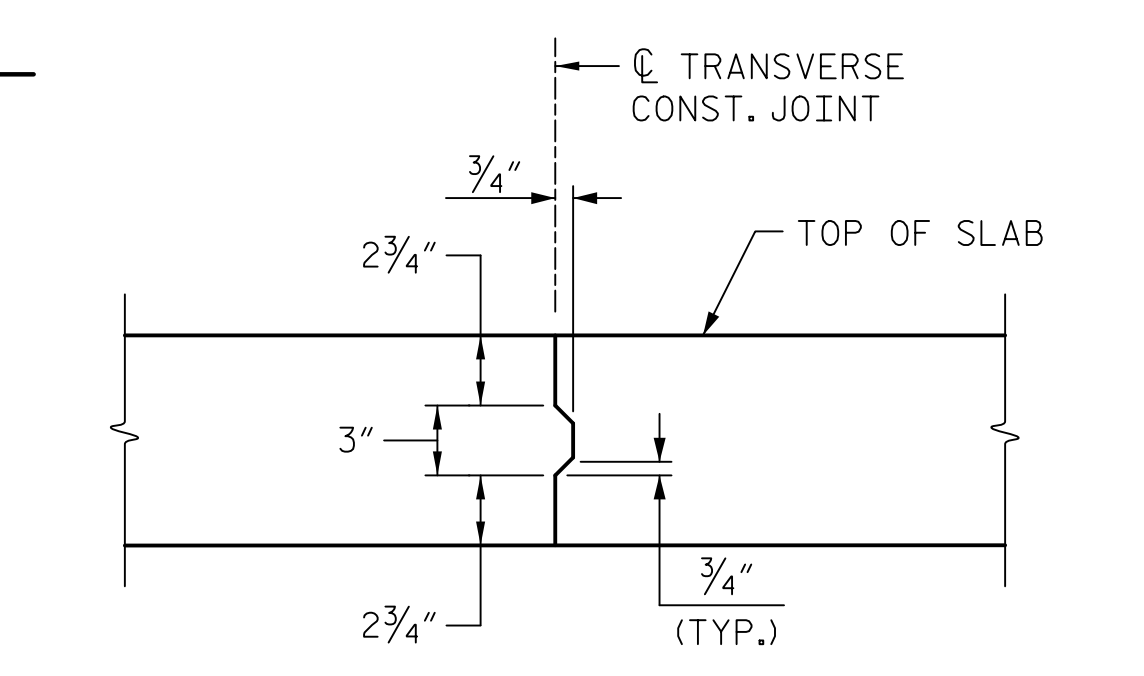 ℄ TRANSVERSE
CONST. JOINT
3/4"
2 3/4"
TOP OF SLAB
3"
3/4"
(TYP.)
2 3/4"